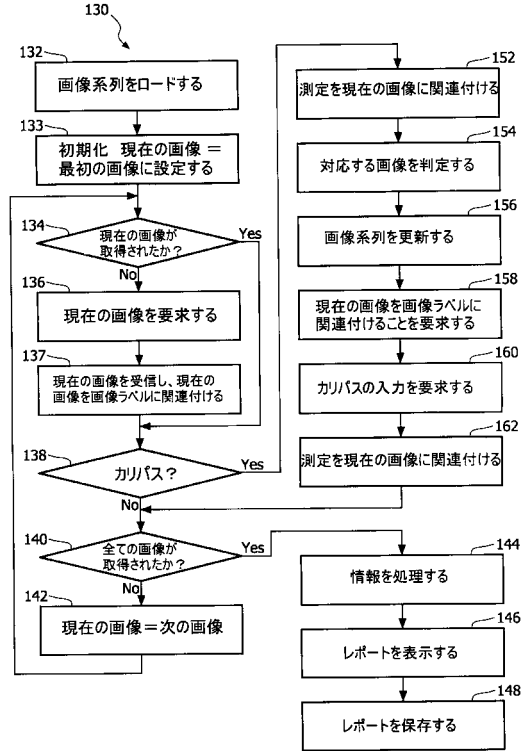 130
132
画像系列をロードする
133
初期化 現在の画像＝
最初の画像に設定する
134
現在の画像が
取得されたか？
Yes
No
136
現在の画像を要求する
137
現在の画像を受信し、現在の
画像を画像ラベルに関連付ける
138
カリパス？
Yes
No
140
全ての画像が
取得されたか？
Yes
No
142
現在の画像＝次の画像
152
測定を現在の画像に関連付ける
154
対応する画像を判定する
156
画像系列を更新する
158
現在の画像を画像ラベルに
関連付けることを要求する
160
カリパスの入力を要求する
162
測定を現在の画像に関連付ける
144
情報を処理する
146
レポートを表示する
148
レポートを保存する